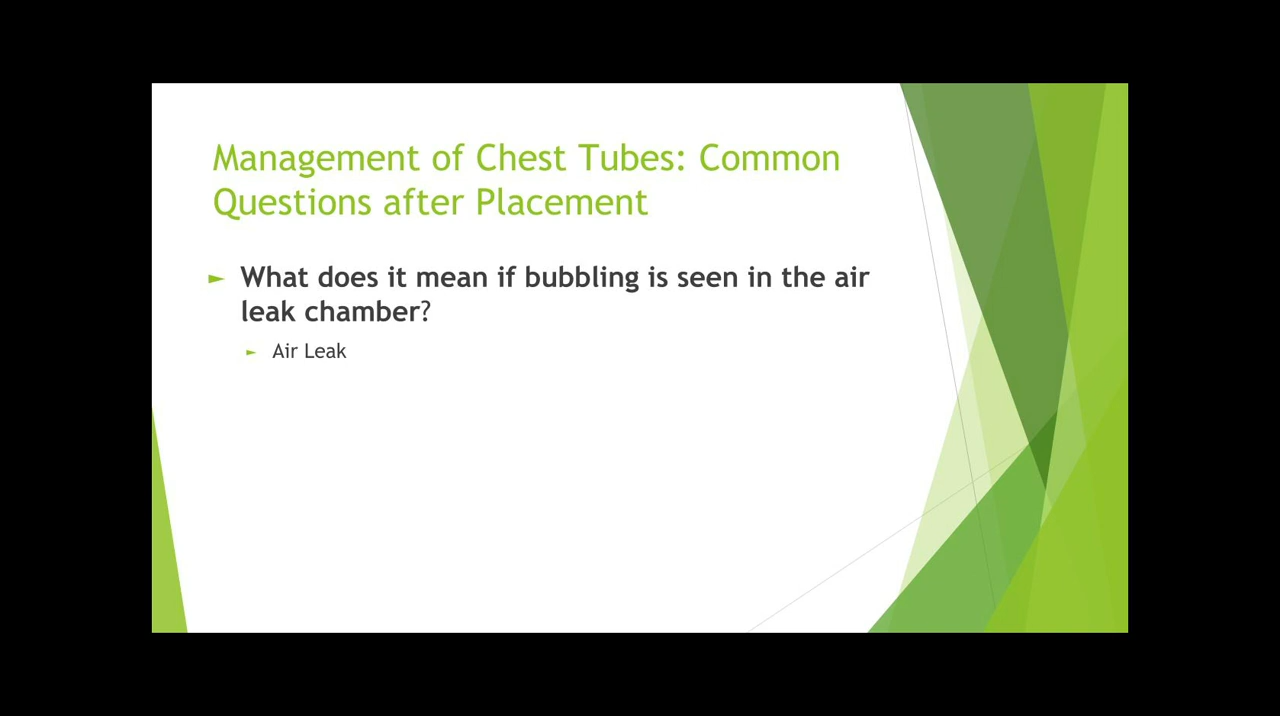 Management of Chest Tubes: Common
Questions after Placement
► What does it mean if bubbling is seen in the air
leak chamber?
► Air Leak